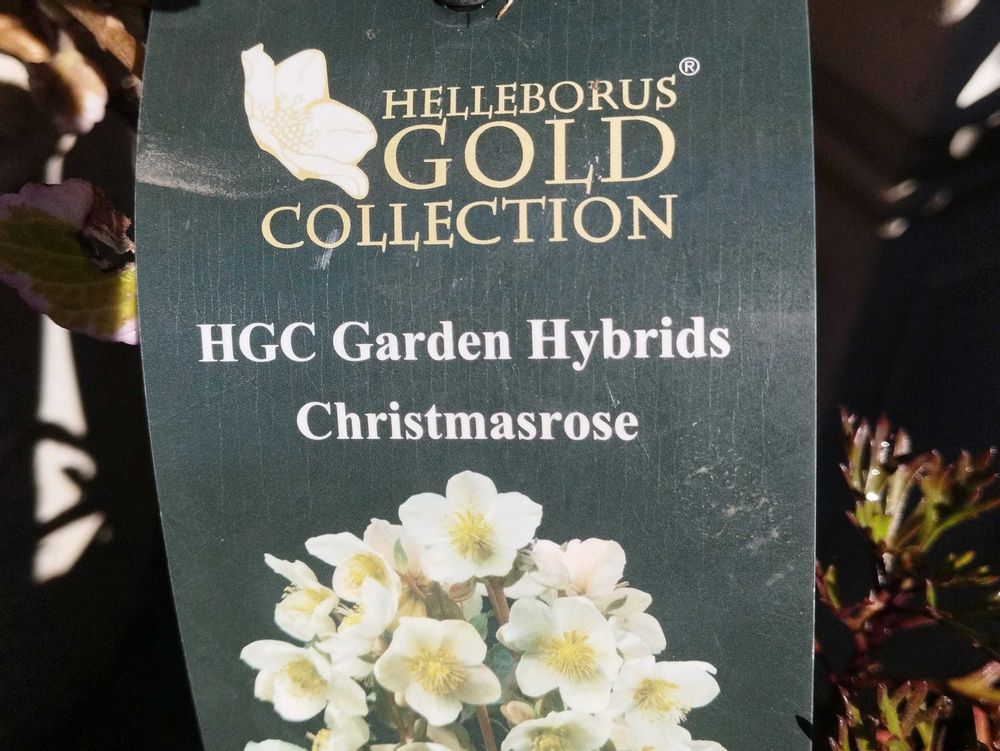 HELLEBORUS®
GOLD
COLLECTION
HGC Garden Hybrids
Christmasrose